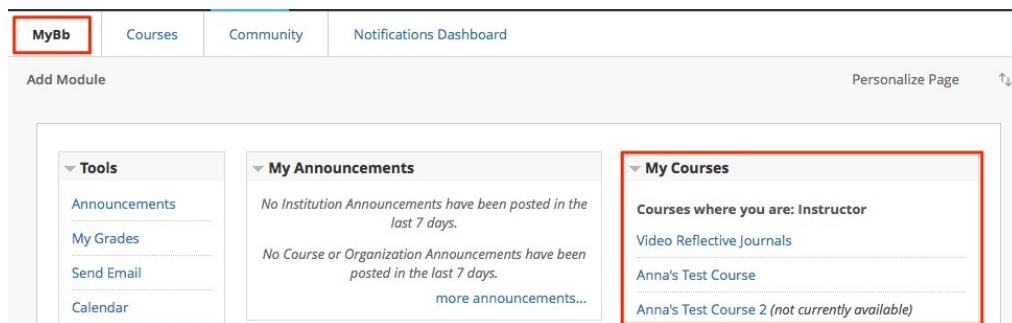 MyBb Courses Community Notifications Dashboard
Add Module Personalize Page
Tools
Announcements
My Grades
Send Email
Calendar
My Announcements
No Institution Announcements have been posted in the
last 7 days.
No Course or Organization Announcements have been
posted in the last 7 days.
more announcements...
My Courses
Courses where you are: Instructor
Video Reflective Journals
Anna's Test Course
Anna's Test Course 2 (not currently available)